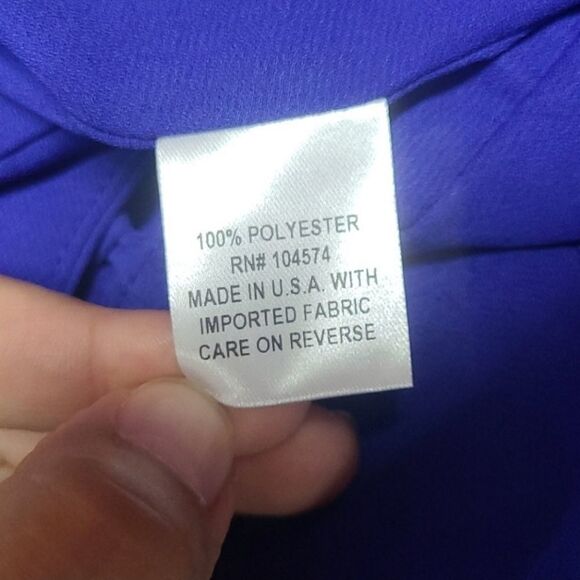 100% POLYESTER
RN# 104574
MADE IN U.S.A. WITH
IMPORTED FABRIC
CARE ON REVERSE